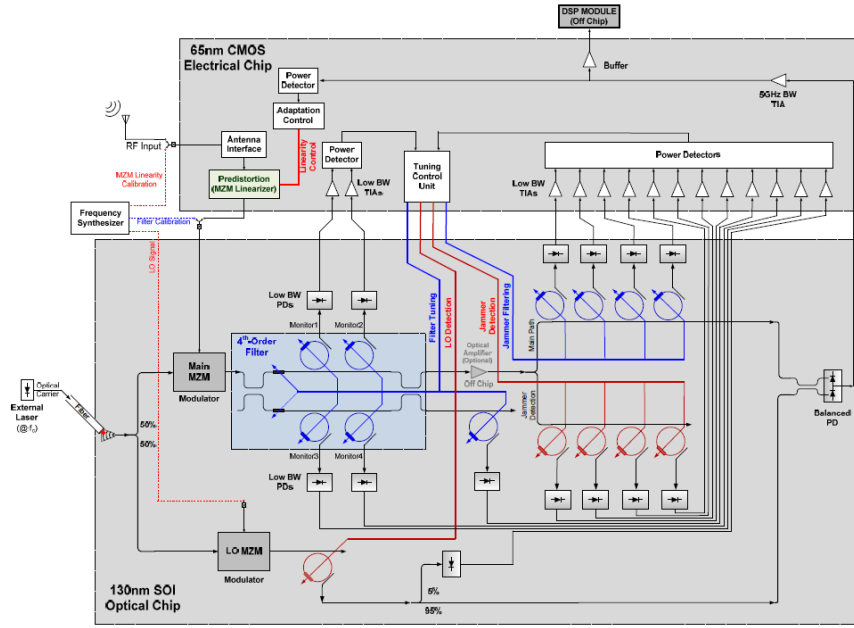 DSP MODULE
(Off Chip)
65nm CMOS
Electrical Chip
Buffer
Power
Detector
5GHz BW
TIA
Adaptation
Control
RF Input
Antenna
Interface
Linearity
Control
Power
Detector
Tuning
Control
Unit
Power Detectors
MZM Linearity
Calibration
Predistortion
(MZM Linearizer)
Low BW
TIAs
Low BW
TIAs
Frequency
Synthesizer
Filter Calibration
LO Signal
Low BW
PDs
Monitor1
Monitor2
Filter Tuning
LO Detection
Jammer
Detection
Jammer Filtering
4th-Order
Filter
Main
MZM
Modulator
Optical
Amplifier
(Optional)
Off Chip
Main Path
Jammer
Detection
Optical
Carrier
Fiber
External
Laser
(@ f0)
50%
50%
Balanced
PD
Monitor3
Monitor4
Low BW
PDs
LO MZM
Modulator
5%
95%
130nm SOI
Optical Chip